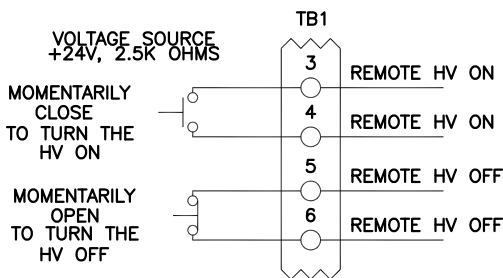 TB1
VOLTAGE SOURCE
+24V, 2.5K OHMS
3
REMOTE HV ON
MOMENTARILY
CLOSE
TO TURN THE
HV ON
4
REMOTE HV ON
5
REMOTE HV OFF
MOMENTARILY
OPEN
TO TURN THE
HV OFF
6
REMOTE HV OFF